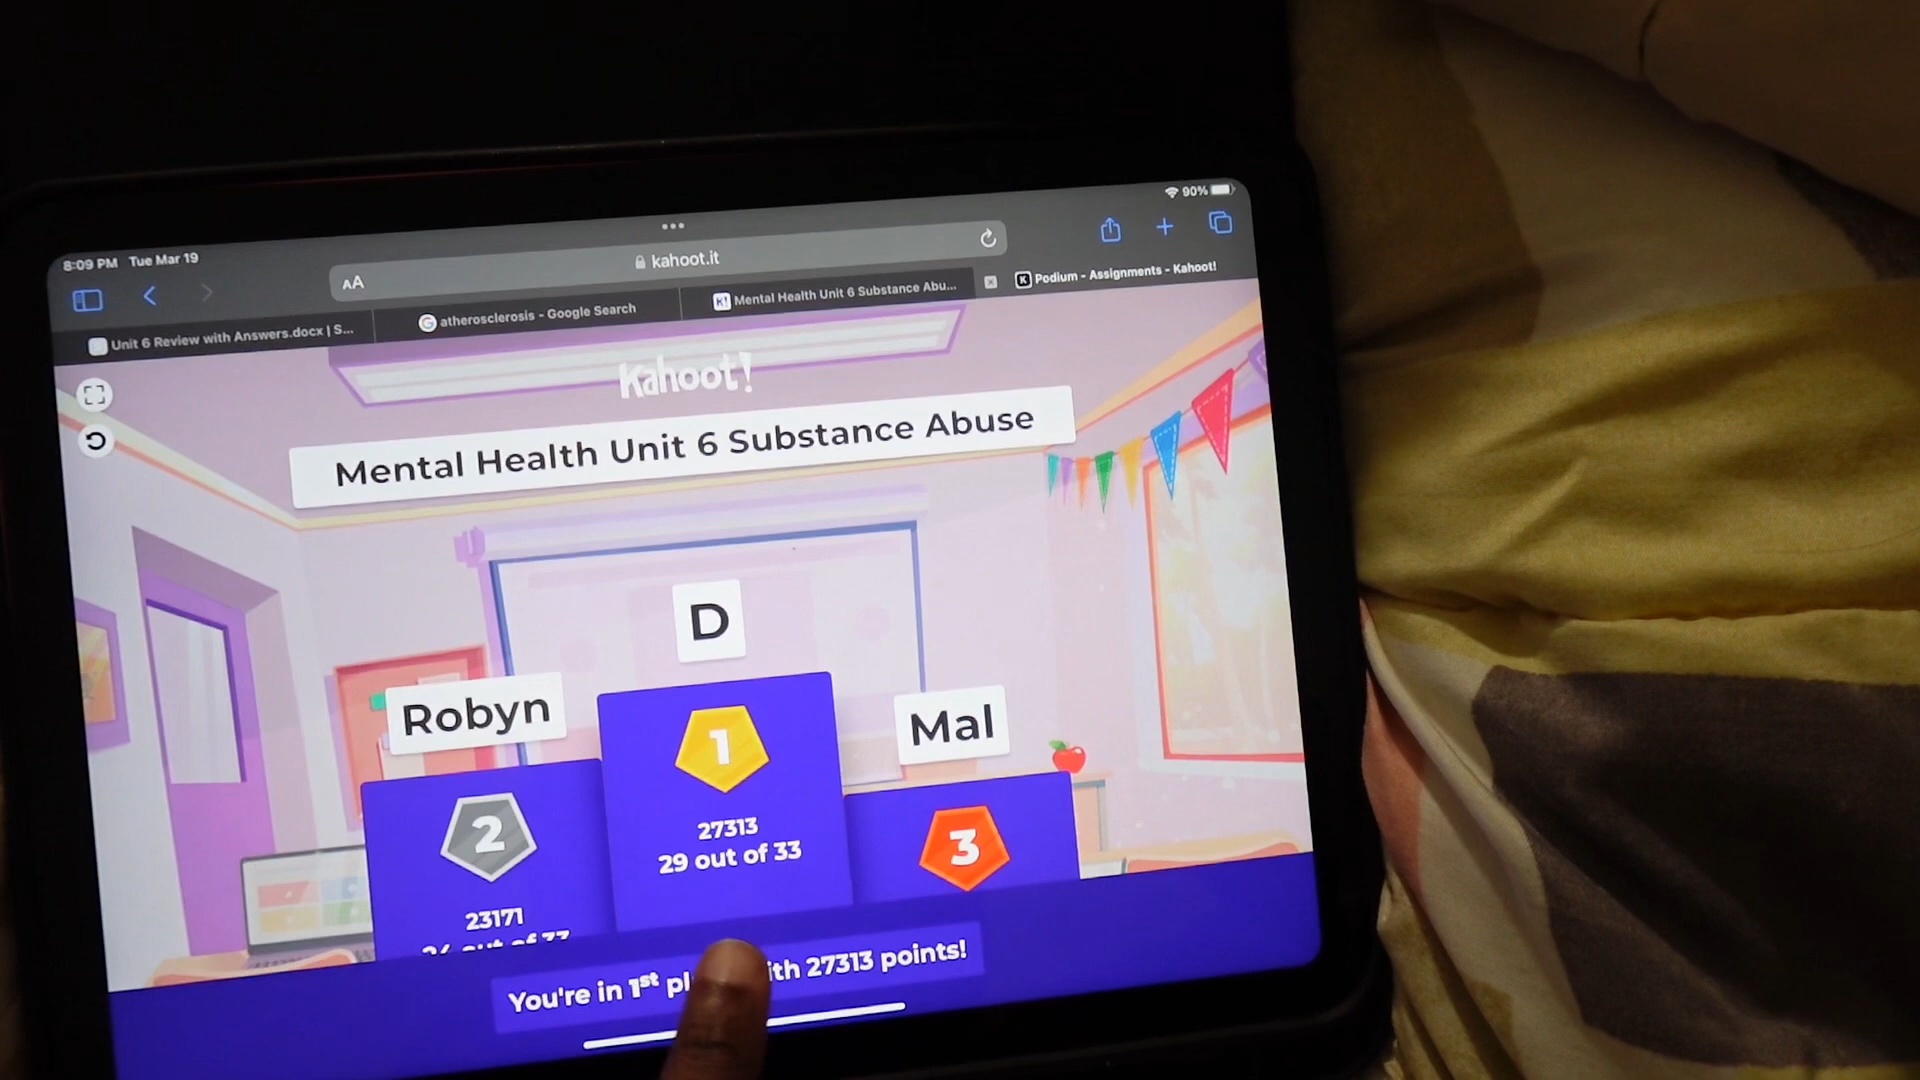 8:09 PM Tue Mar 19
90%
AA
kahoot.it
Unit 6 Review with Answers.docx | S...
atherosclerosis - Google Search
K! Mental Health Unit 6 Substance Abu...
K Podium - Assignments - Kahoot!
Kahoot!
Mental Health Unit 6 Substance Abuse
D
Robyn
Mal
1
2
3
27313
29 out of 33
23171
You're in 1st with 27313 points!